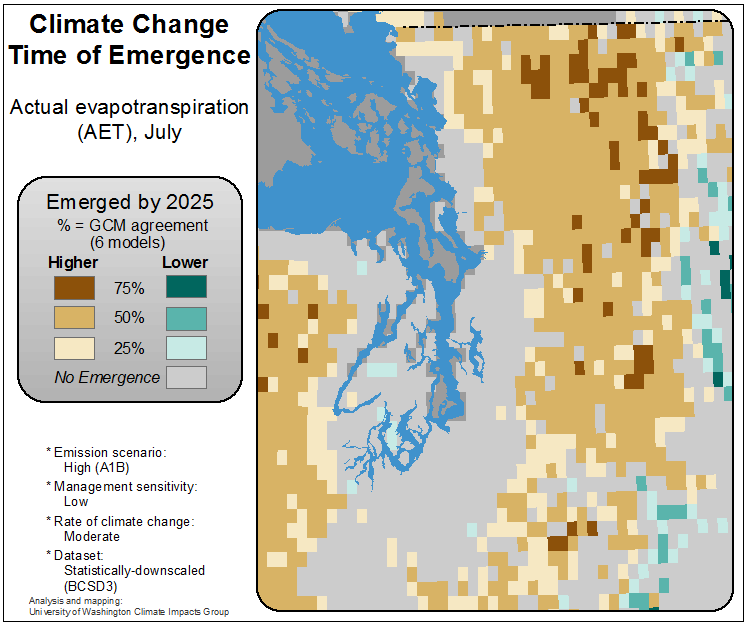 Climate Change
Time of Emergence
Actual evapotranspiration
(AET), July
Emerged by 2025
% = GCM agreement
(6 models)
Higher Lower
75%
50%
25%
No Emergence
* Emission scenario:
High (A1B)
* Management sensitivity:
Low
* Rate of climate change:
Moderate
* Dataset:
Statistically-downscaled
(BCSD3)
Analysis and mapping:
University of Washington Climate Impacts Group